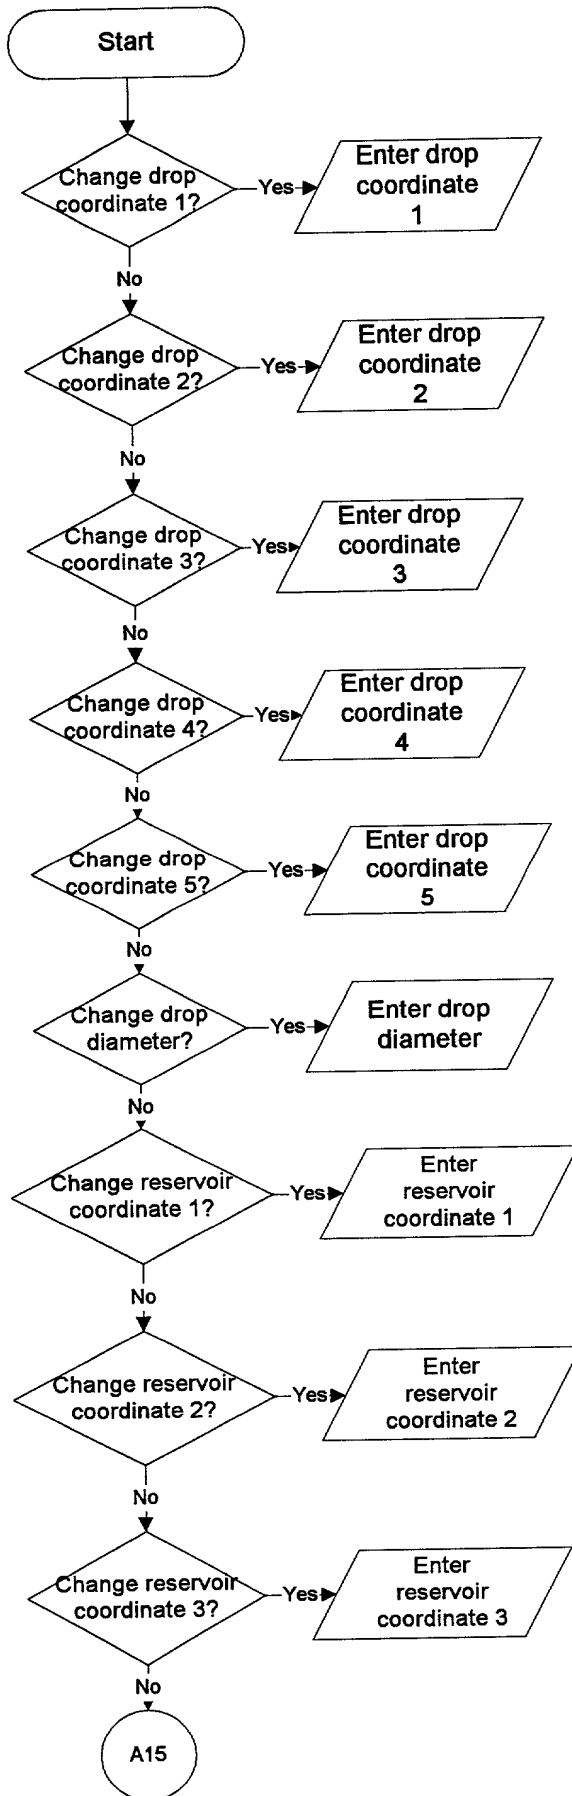 Start
Change drop
coordinate 1?
Yes
Enter drop
coordinate
1
No
Change drop
coordinate 2?
Yes
Enter drop
coordinate
2
No
Change drop
coordinate 3?
Yes
Enter drop
coordinate
3
No
Change drop
coordinate 4?
Yes
Enter drop
coordinate
4
No
Change drop
coordinate 5?
Yes
Enter drop
coordinate
5
No
Change drop
diameter?
Yes
Enter drop
diameter
No
Change reservoir
coordinate 1?
Yes
Enter
reservoir
coordinate 1
No
Change reservoir
coordinate 2?
Yes
Enter
reservoir
coordinate 2
No
Change reservoir
coordinate 3?
Yes
Enter
reservoir
coordinate 3
No
A15